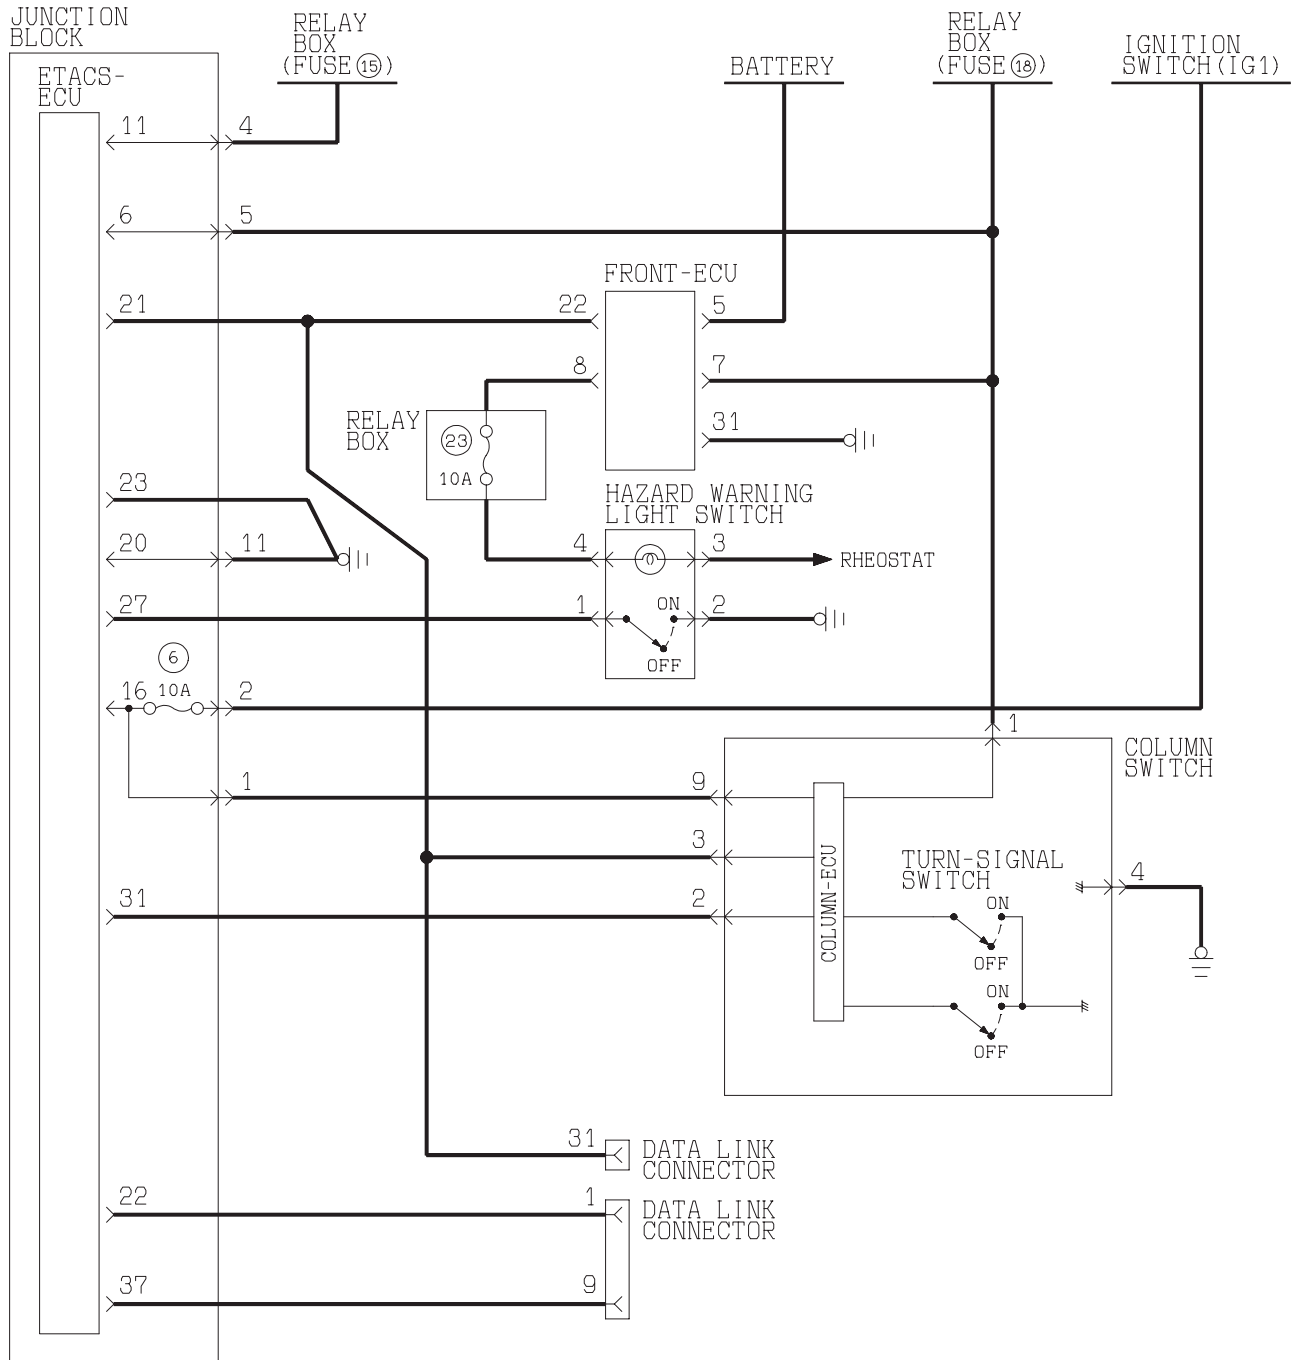 JUNCTION
BLOCK
RELAY
BOX
(FUSE⑮)
BATTERY
RELAY
BOX
(FUSE⑱)
IGNITION
SWITCH(IG1)
ETACS-
ECU
11
4
6
5
FRONT-ECU
21
22
5
8
7
RELAY
BOX
23
10A
31
23
HAZARD WARNING
LIGHT SWITCH
20
11
4
3
RHEOSTAT
27
1
ON
2
OFF
6
16
10A
2
1
COLUMN
SWITCH
1
9
3
COLUMN-ECU
TURN-SIGNAL
SWITCH
4
31
2
ON
OFF
ON
OFF
31
DATA LINK
CONNECTOR
22
1
DATA LINK
CONNECTOR
37
9